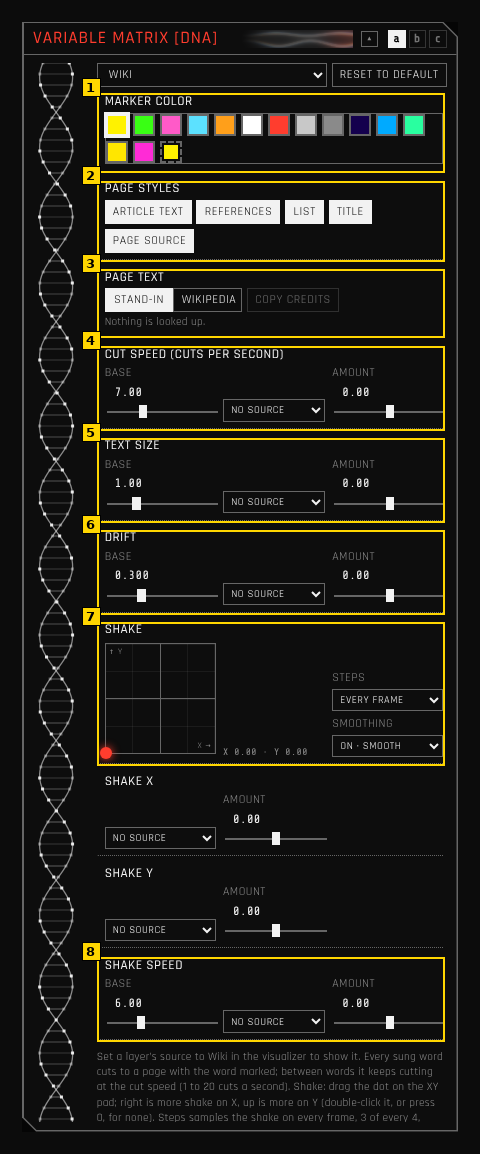 VARIABLE MATRIX [DNA]
a b c
WIKI RESET TO DEFAULT
1
MARKER COLOR
2
PAGE STYLES
ARTICLE TEXT REFERENCES LIST TITLE
PAGE SOURCE
3
PAGE TEXT
STAND-IN WIKIPEDIA COPY CREDITS
Nothing is looked up.
4
CUT SPEED (CUTS PER SECOND)
BASE AMOUNT
7.00 0.00
NO SOURCE
5
TEXT SIZE
BASE AMOUNT
1.00 0.00
NO SOURCE
6
DRIFT
BASE AMOUNT
0.300 0.00
NO SOURCE
7
SHAKE
↑ Y
STEPS
EVERY FRAME
SMOOTHING
X →
ON · SMOOTH
X 0.00 · Y 0.00
SHAKE X
AMOUNT
0.00
NO SOURCE
SHAKE Y
AMOUNT
0.00
NO SOURCE
8
SHAKE SPEED
BASE AMOUNT
6.00 0.00
NO SOURCE
Set a layer's source to Wiki in the visualizer to show it. Every sung word
cuts to a page with the word marked; between words it keeps cutting
at the cut speed (1 to 20 cuts a second). Shake: drag the dot on the XY
pad; right is more shake on X, up is more on Y (double-click it, or press
0, for none). Steps samples the shake on every frame, 3 of every 4,